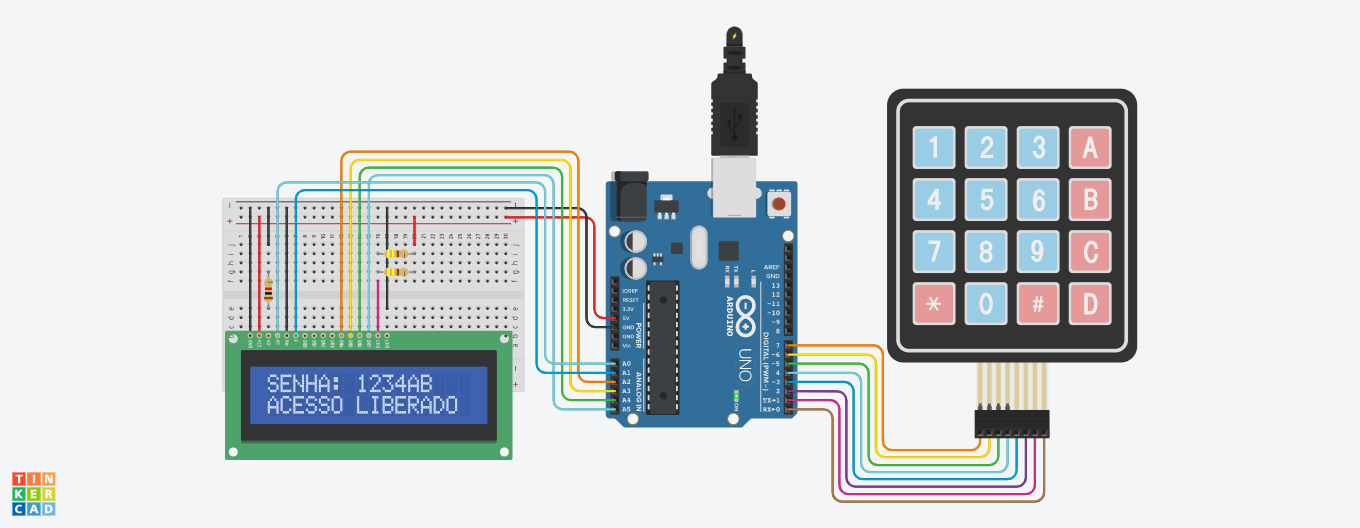 SENHA: 1234AB
ACESSO LIBERADO
IOREF
RESET
3.3V
5V
GND
GND
Vin
POWER
A0
A1
A2
A3
A4
A5
ANALOG IN
RX TX L
AREF
GND
13
12
~11
~10
~9
8
7
~6
~5
4
~3
2
TX→1
RX←0
DIGITAL (PWM~)
ARDUINO
UNO
ON
1 2 3 A
4 5 6 B
7 8 9 C
* 0 # D
TIN
KER
CAD